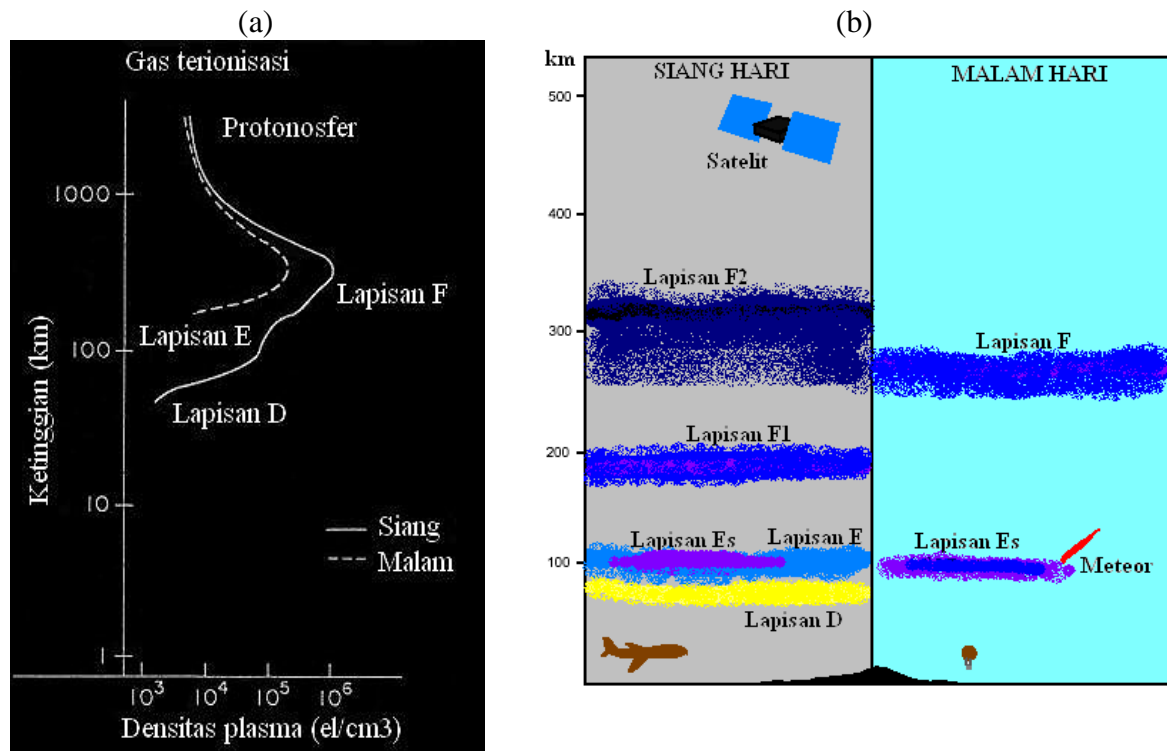 (a)
Gas terionisasi
Protonosfer
1000
Lapisan F
Lapisan E
100
Lapisan D
10
Siang
Malam
1
10³ 10⁴ 10⁵ 10⁶
Ketinggian (km)
Densitas plasma (el/cm3)
(b)
km
SIANG HARI
MALAM HARI
500
Satelit
400
Lapisan F2
300
Lapisan F
Lapisan F1
200
Lapisan Es
Lapisan E
Lapisan Es
100
Meteor
Lapisan D